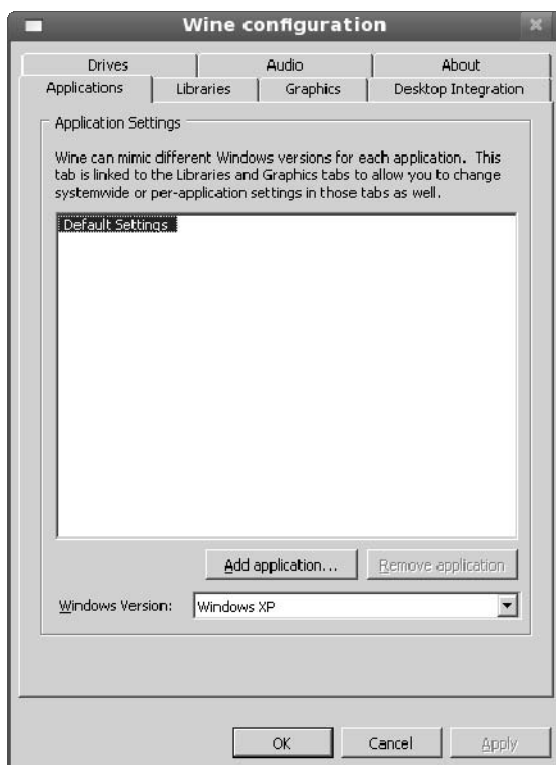 Wine configuration
Drives Audio About
Applications Libraries Graphics Desktop Integration
Application Settings
Wine can mimic different Windows versions for each application. This
tab is linked to the Libraries and Graphics tabs to allow you to change
systemwide or per-application settings in those tabs as well.
Default Settings
Add application... Remove application
Windows Version: Windows XP
OK Cancel Apply